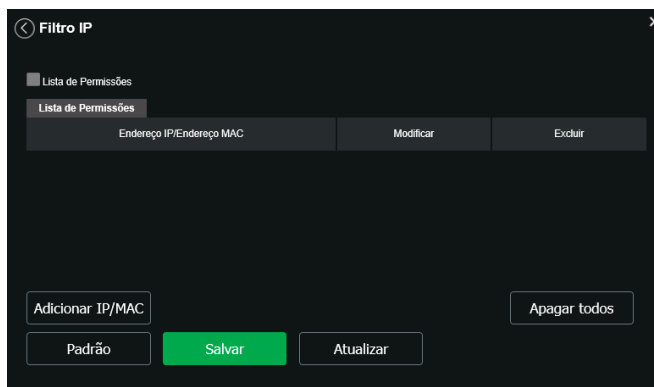 Filtro IP
Lista de Permissões
Lista de Permissões
Endereço IP/Endereço MAC Modificar Excluir
Adicionar IP/MAC Apagar todos
Padrão Salvar Atualizar